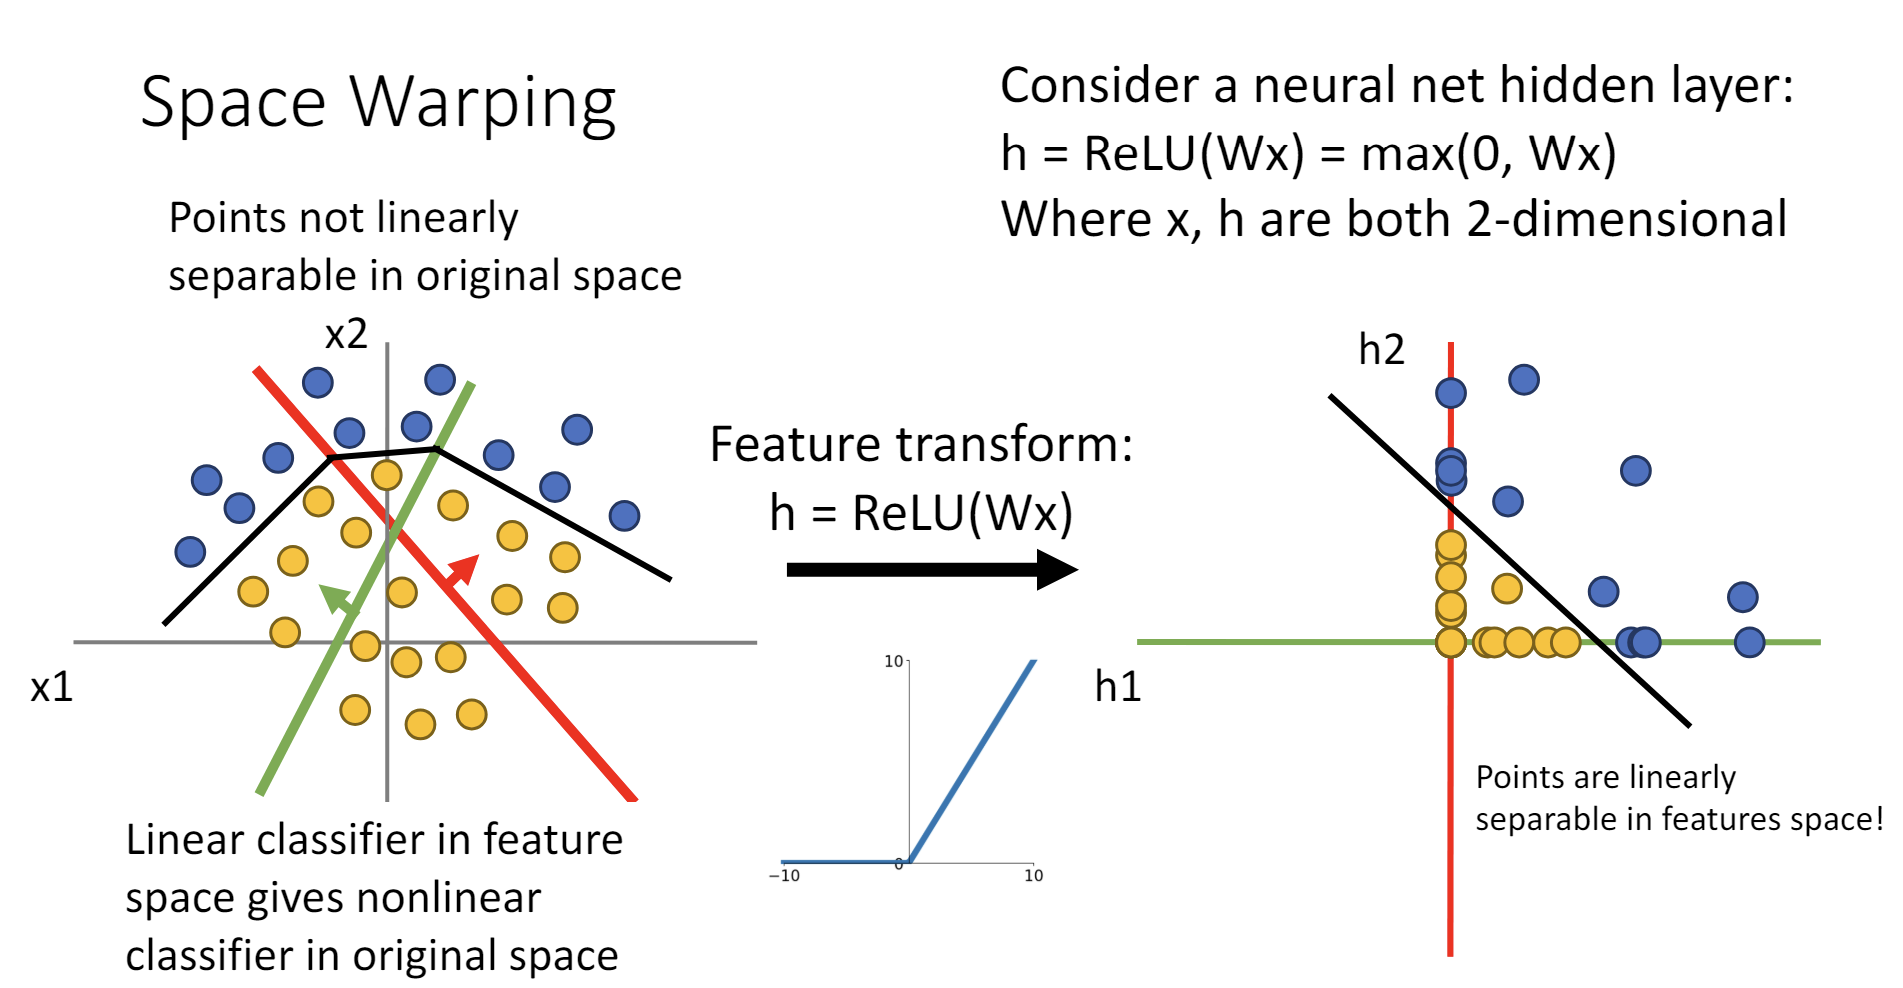 Space Warping
Consider a neural net hidden layer:
h = ReLU(Wx) = max(0, Wx)
Where x, h are both 2-dimensional
Points not linearly
separable in original space
x2
x1
Linear classifier in feature
space gives nonlinear
classifier in original space
Feature transform:
h = ReLU(Wx)
10
0
−10
10
h2
h1
Points are linearly
separable in features space!